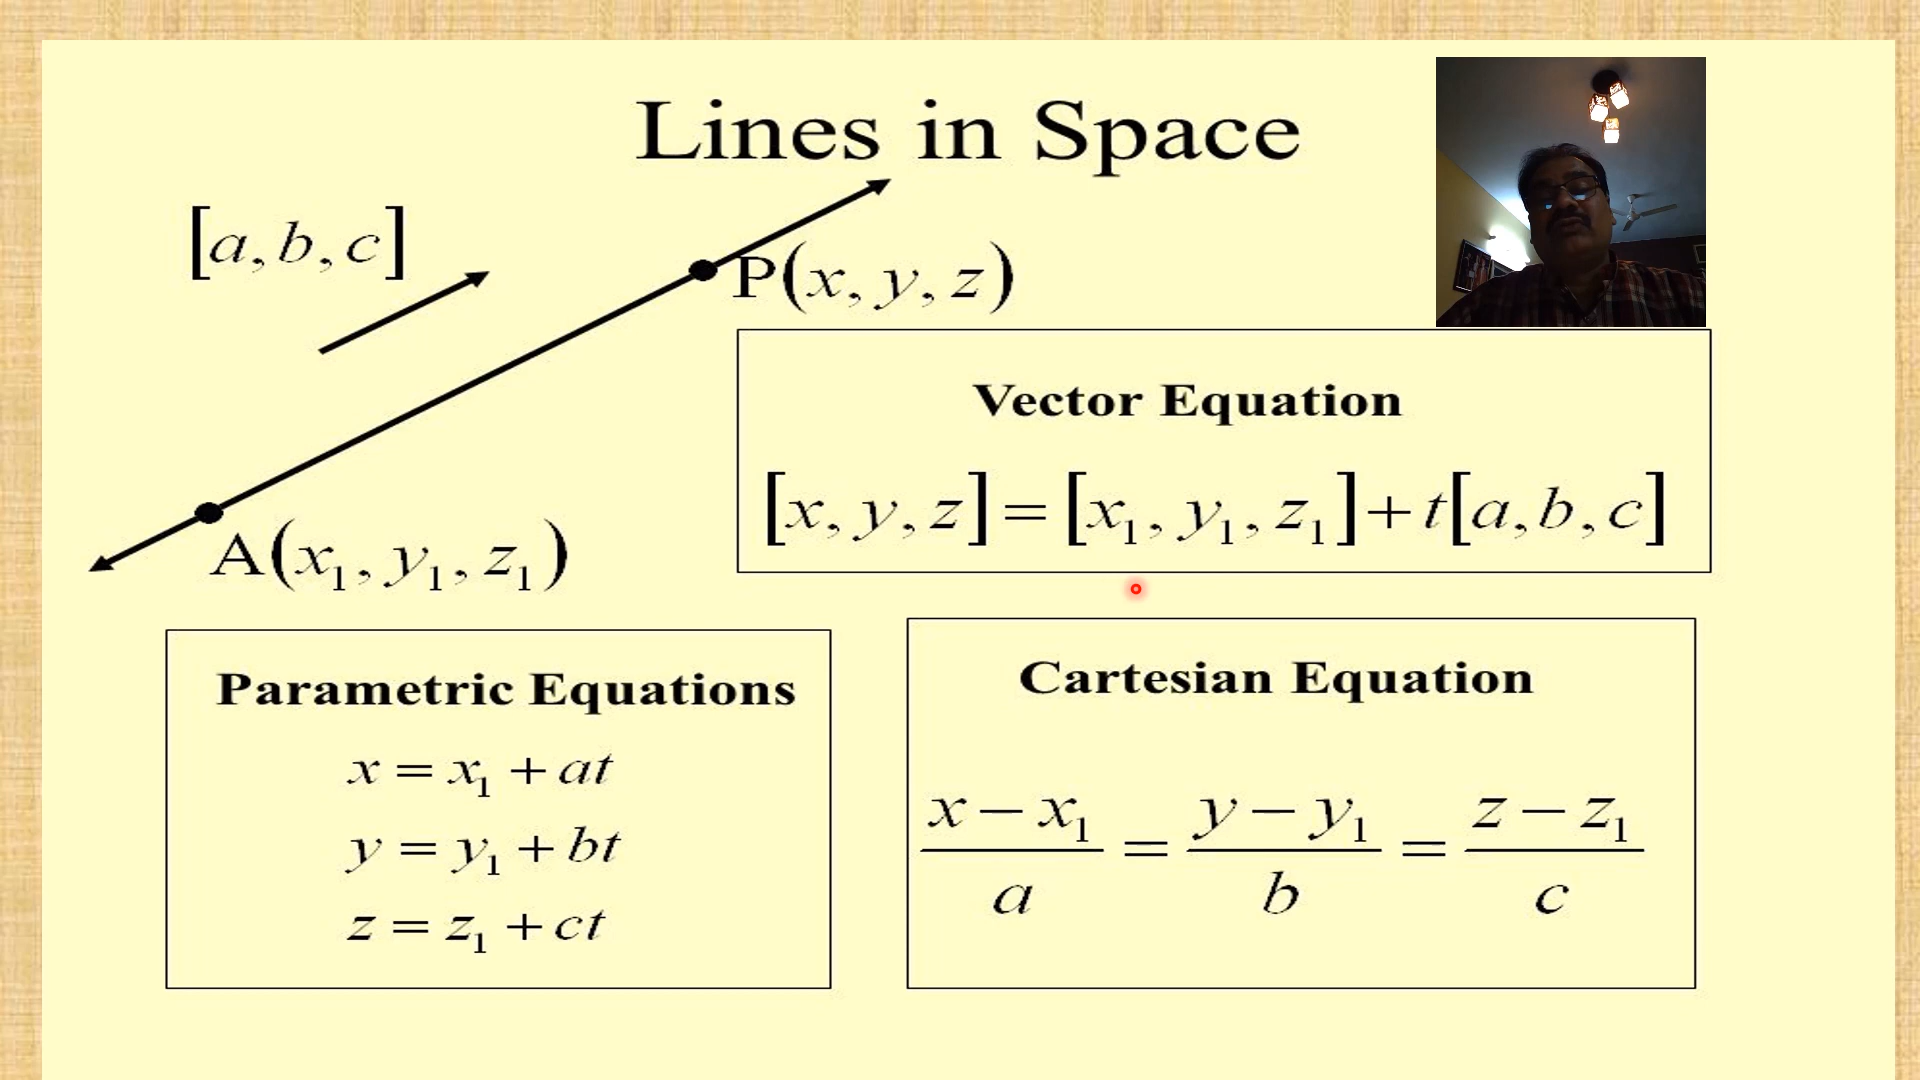 Lines in Space
[a, b, c]
P(x, y, z)
A(x₁, y₁, z₁)
Vector Equation
[x, y, z] = [x₁, y₁, z₁] + t[a, b, c]
Parametric Equations
x = x₁ + at
y = y₁ + bt
z = z₁ + ct
Cartesian Equation
x − x₁ / a = y − y₁ / b = z − z₁ / c